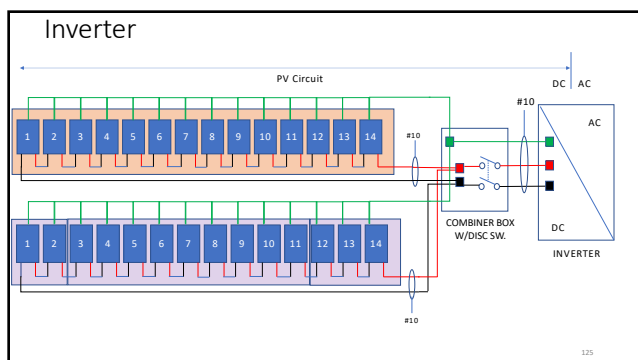 Inverter
PV Circuit
DC AC
#10
1 2 3 4 5 6 7 8 9 10 11 12 13 14
#10
AC
DC
COMBINER BOX
W/DISC SW.
INVERTER
1 2 3 4 5 6 7 8 9 10 11 12 13 14
#10
125